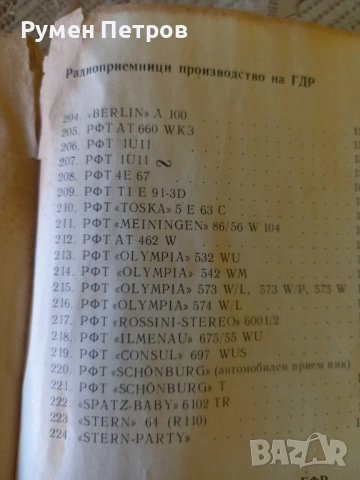 Румен Петров
Радиоприемници производство на ГДР
204. «BERLIN» A 100
205. РФТ AT 660 WK3
206. РФТ 1U11
207. РФТ 1U11 ~
208. РФТ 4E 67
209. РФТ T1 E 91-3D
210. РФТ «TOSKA» 5 E 63 C
211. РФТ «MEININGEN» 86/56 W 104
212. РФТ AT 462 W
213. РФТ «OLYMPIA» 532 WU
214. РФТ «OLYMPIA» 542 WM
215. РФТ «OLYMPIA» 573 W/L, 573 W/P, 573 W
216. РФТ «OLYMPIA» 574 W/L
217. РФТ «ROSSINI-STEREO» 6001/2
218. РФТ «ILMENAU» 675/55 WU
219. РФТ «CONSUL» 697 WUS
220. РФТ «SCHÖNBURG» (автомобилен приемник)
221. РФТ «SCHÖNBURG» T
222. «SPATZ-BABY» 6102 TR
223. «STERN» 64 (R 110)
224. «STERN-PARTY»
bazar